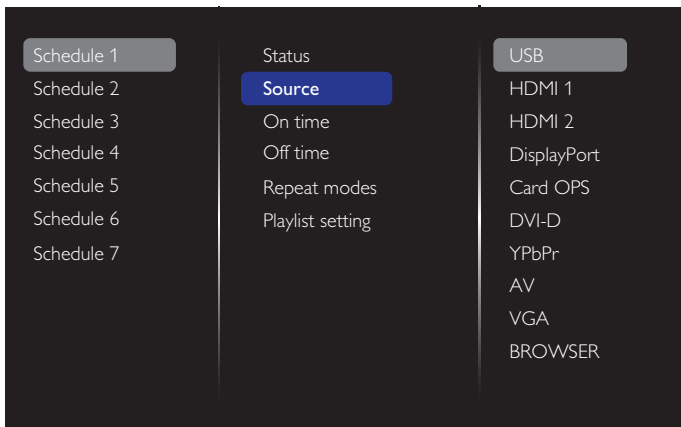 Schedule 1
Schedule 2
Schedule 3
Schedule 4
Schedule 5
Schedule 6
Schedule 7
Status
Source
On time
Off time
Repeat modes
Playlist setting
USB
HDMI 1
HDMI 2
DisplayPort
Card OPS
DVI-D
YPbPr
AV
VGA
BROWSER